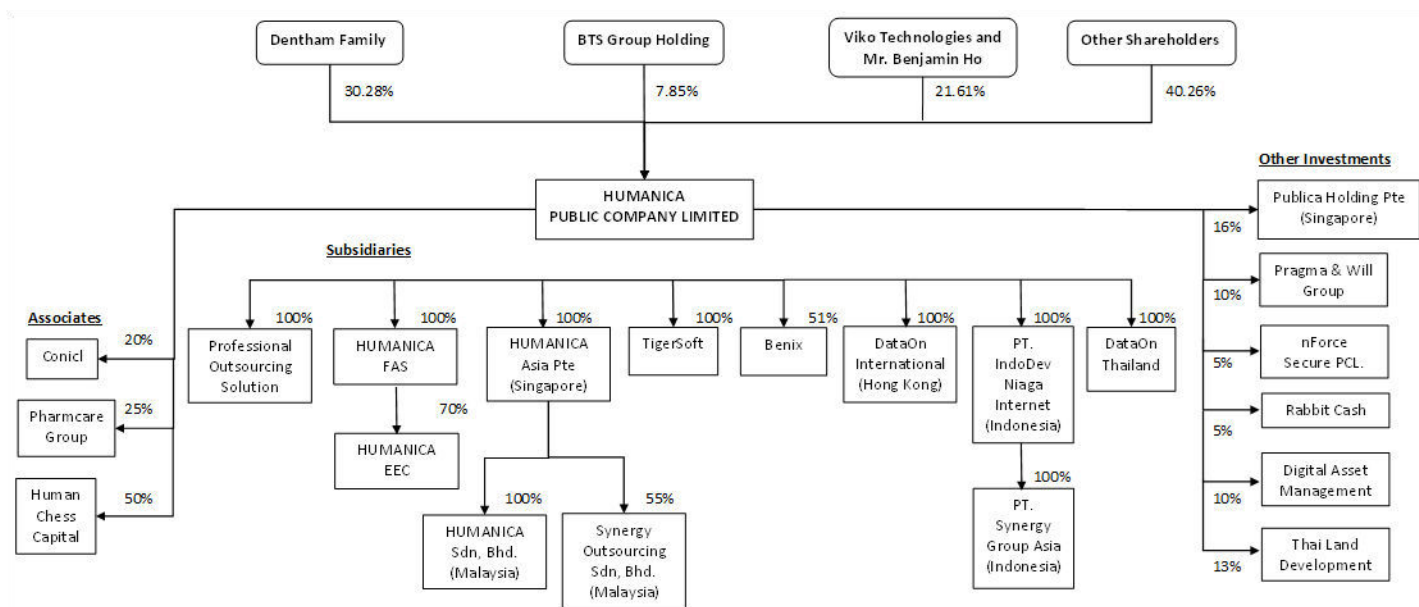 Dentham Family
BTS Group Holding
Viko Technologies and
Mr. Benjamin Ho
Other Shareholders
30.28%
7.85%
21.61%
40.26%
HUMANICA
PUBLIC COMPANY LIMITED
Other Investments
Publica Holding Pte
(Singapore)
16%
Pragma & Will
Group
10%
nForce
Secure PCL.
5%
Rabbit Cash
5%
Digital Asset
Management
10%
Thai Land
Development
13%
Subsidiaries
100%
100%
100%
100%
51%
100%
100%
100%
Professional
Outsourcing
Solution
HUMANICA
FAS
HUMANICA
Asia Pte
(Singapore)
TigerSoft
Benix
DataOn
International
(Hong Kong)
PT.
IndoDev
Niaga
Internet
(Indonesia)
DataOn
Thailand
70%
HUMANICA
EEC
100%
HUMANICA
Sdn, Bhd.
(Malaysia)
55%
Synergy
Outsourcing
Sdn, Bhd.
(Malaysia)
100%
PT.
Synergy
Group Asia
(Indonesia)
Associates
20%
Conicl
25%
Pharmcare
Group
50%
Human
Chess
Capital